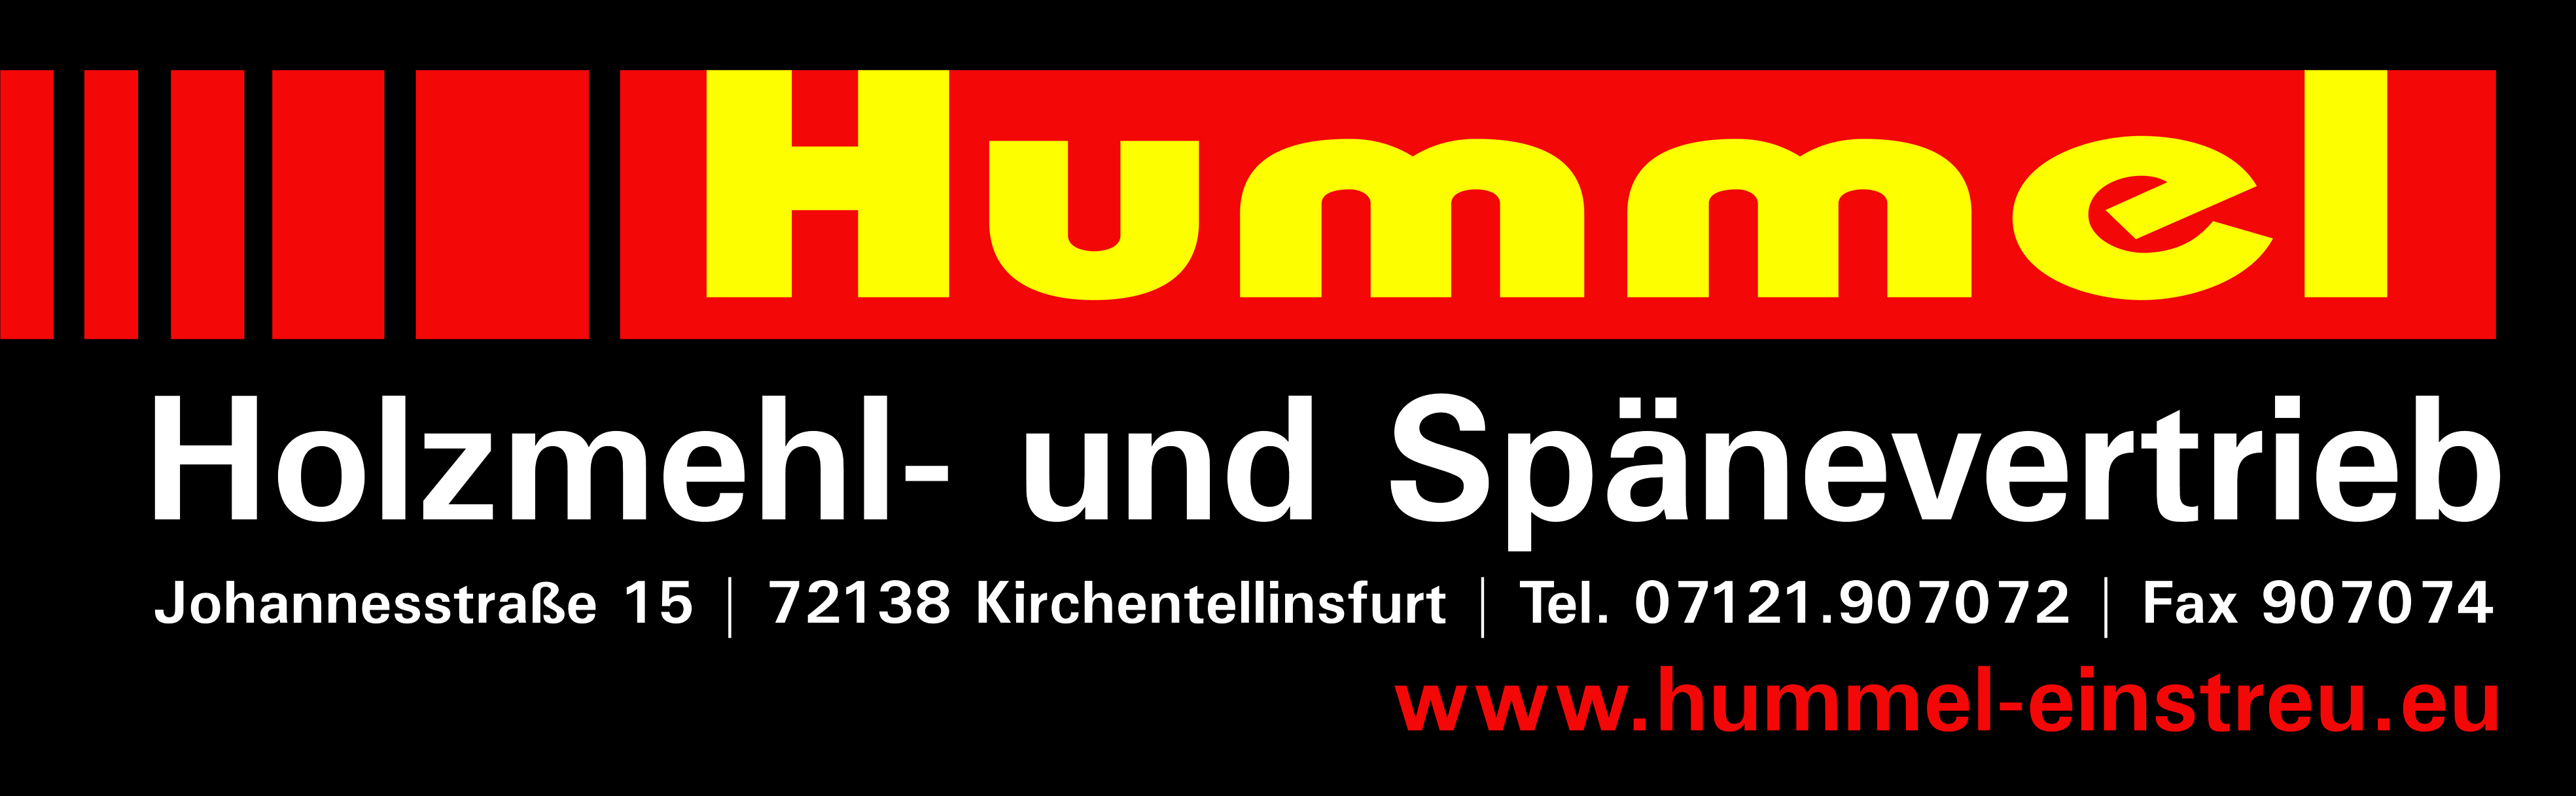 Hummel
Holzmehl- und Spänevertrieb
Johannesstraße 15 | 72138 Kirchentellinsfurt | Tel. 07121.907072 | Fax 907074
www.hummel-einstreu.eu